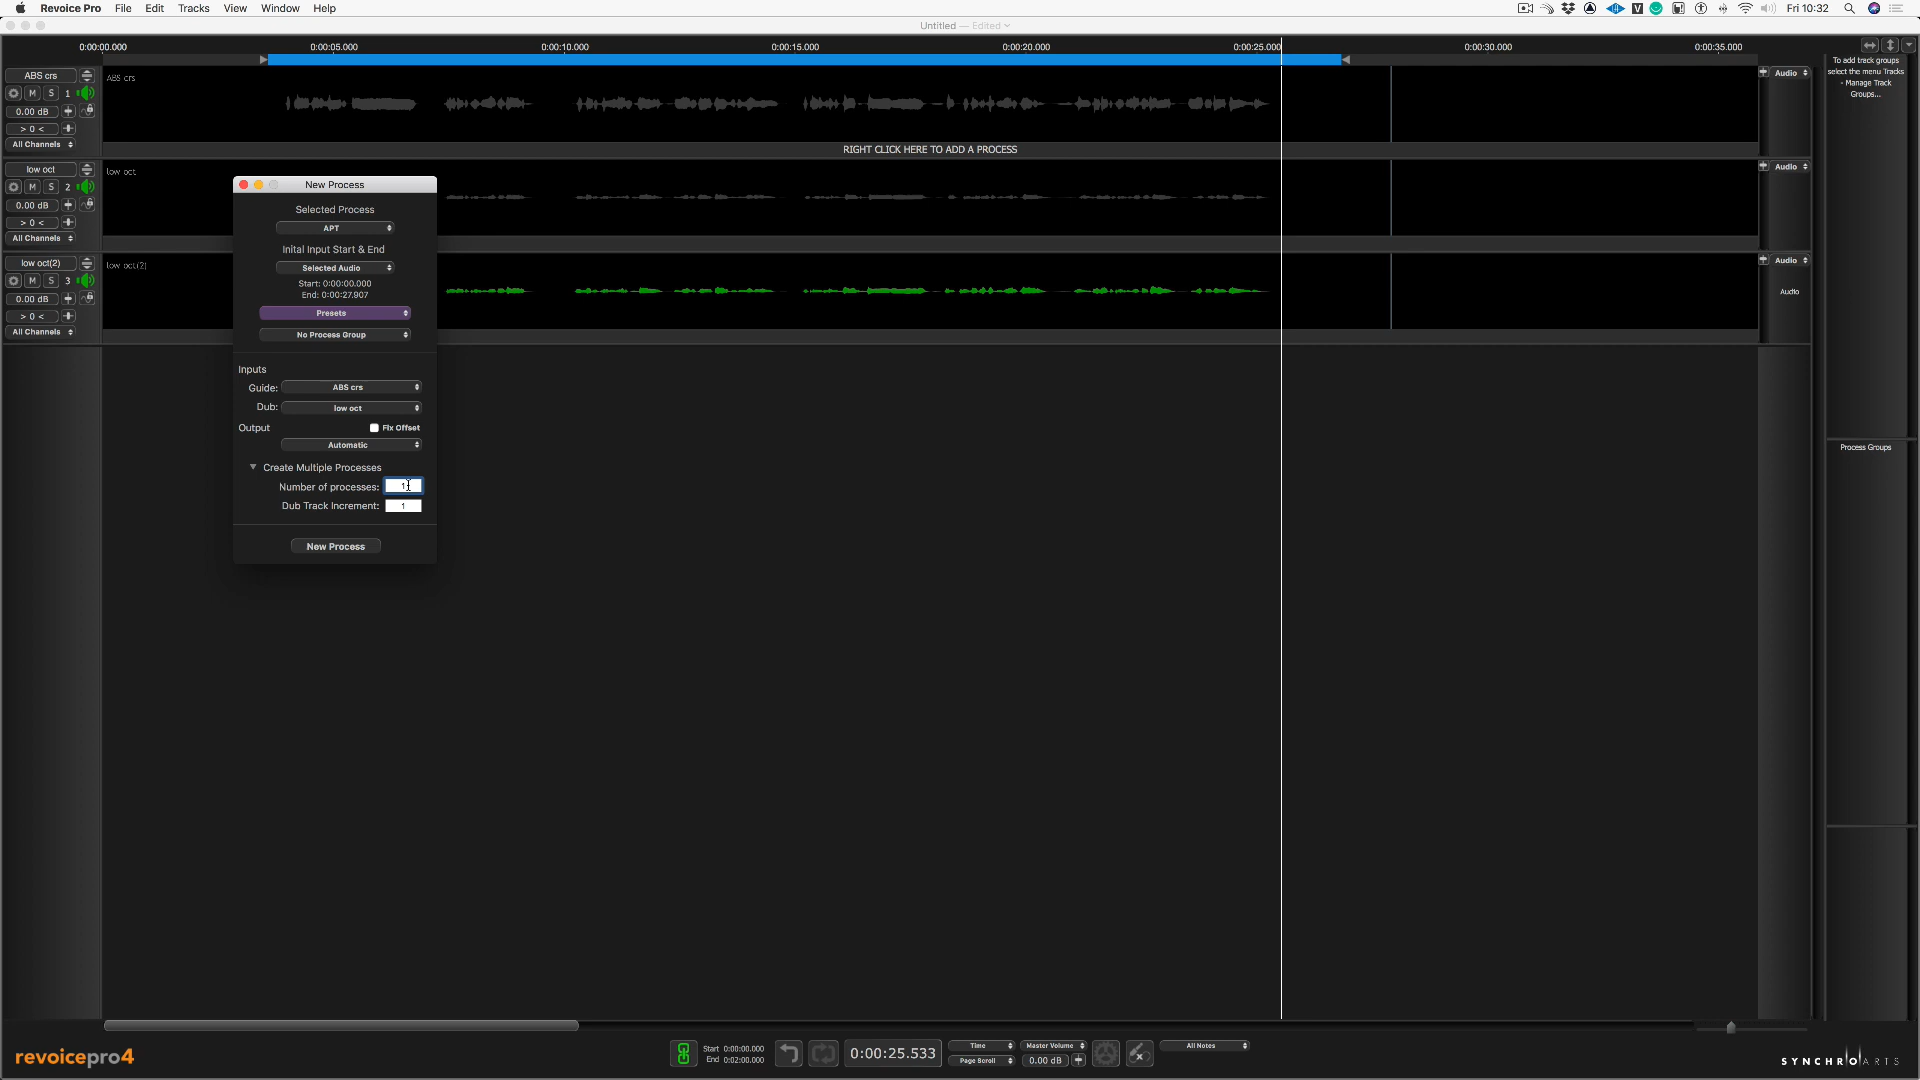 Revoice Pro File Edit Tracks View Window Help
Fri 10:32
Untitled — Edited
0:00:00.000 0:00:05.000 0:00:10.000 0:00:15.000 0:00:20.000 0:00:25.000 0:00:30.000 0:00:35.000
ABS crs
ABS crs
M S 1
0.00 dB
> 0 <
All Channels
Audio
RIGHT CLICK HERE TO ADD A PROCESS
To add track groups
select the menu Tracks
- Manage Track
Groups...
low oct
low oct
M S 2
0.00 dB
> 0 <
All Channels
Audio
low oct(2)
low oct(2)
M S 3
0.00 dB
> 0 <
All Channels
Audio
Audio
New Process
Selected Process
APT
Inital Input Start & End
Selected Audio
Start: 0:00:00.000
End: 0:00:27.907
Presets
No Process Group
Inputs
Guide: ABS crs
Dub: low oct
Output Fix Offset
Automatic
Create Multiple Processes
Number of processes: 1
Dub Track Increment: 1
New Process
Process Groups
revoicepro4
Start 0:00:00.000
End 0:02:00.000
0:00:25.533
Time
Page Scroll
Master Volume
0.00 dB
All Notes
SYNCHROARTS